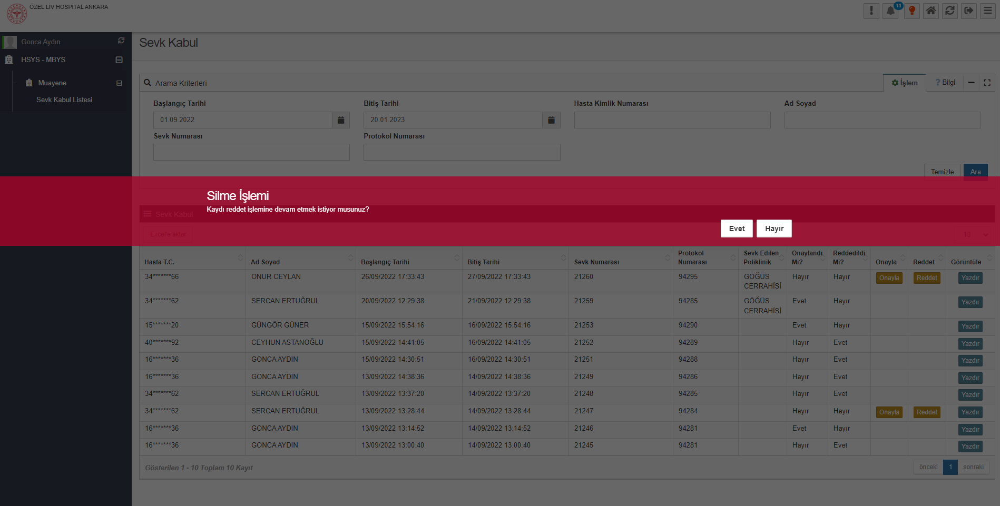 ÖZEL LİV HOSPİTAL ANKARA
11
Gonca Aydın
HSYS - MBYS
Muayene
Sevk Kabul Listesi
Sevk Kabul
Arama Kriterleri
İşlem
? Bilgi
Başlangıç Tarihi
Bitiş Tarihi
Hasta Kimlik Numarası
Ad Soyad
01.09.2022
20.01.2023
Sevk Numarası
Protokol Numarası
Temizle
Ara
Silme İşlemi
Kaydı reddet işlemine devam etmek istiyor musunuz?
Evet
Hayır
Sevk Kabul
Excel'e aktar
10
Hasta T.C. Ad Soyad Başlangıç Tarihi Bitiş Tarihi Sevk Numarası Protokol Numarası Sevk Edilen Poliklinik Onaylandı Mı? Reddedildi Mi? Onayla Reddet Görüntüle
34*******66 ONUR CEYLAN 26/09/2022 17:33:43 27/09/2022 17:33:43 21260 94295 GÖĞÜS CERRAHİSİ Hayır Hayır Onayla Reddet Yazdır
34*******62 SERCAN ERTUĞRUL 20/09/2022 12:29:38 21/09/2022 12:29:38 21259 94285 GÖĞÜS CERRAHİSİ Evet Hayır Yazdır
15*******20 GÜNGÖR GÜNER 15/09/2022 15:54:16 16/09/2022 15:54:16 21253 94290 Evet Hayır Yazdır
40*******92 CEYHUN ASTANOĞLU 15/09/2022 14:41:05 16/09/2022 14:41:05 21252 94289 Hayır Evet Yazdır
16*******36 GONCA AYDIN 15/09/2022 14:30:51 16/09/2022 14:30:51 21251 94288 Hayır Evet Yazdır
16*******36 GONCA AYDIN 13/09/2022 14:38:36 14/09/2022 14:38:36 21249 94286 Hayır Evet Yazdır
34*******62 SERCAN ERTUĞRUL 13/09/2022 13:37:20 14/09/2022 13:37:20 21248 94285 Hayır Evet Yazdır
34*******62 SERCAN ERTUĞRUL 13/09/2022 13:28:44 14/09/2022 13:28:44 21247 94284 Hayır Hayır Onayla Reddet Yazdır
16*******36 GONCA AYDIN 13/09/2022 13:14:52 14/09/2022 13:14:52 21246 94281 Evet Hayır Yazdır
16*******36 GONCA AYDIN 13/09/2022 13:00:40 14/09/2022 13:00:40 21245 94281 Hayır Evet Yazdır
Gösterilen 1 - 10 Toplam 10 Kayıt
önceki 1 sonraki